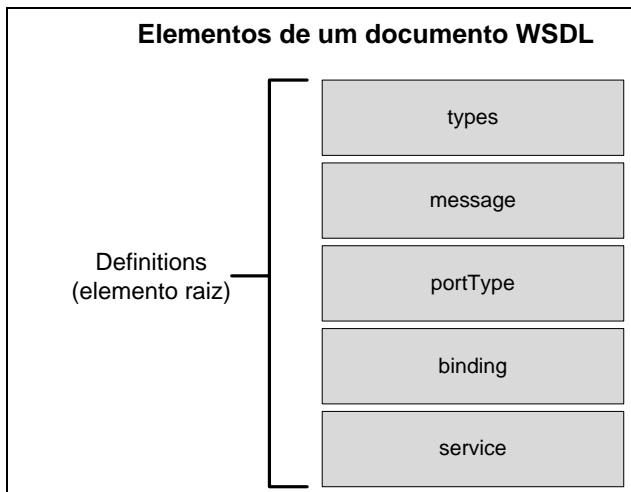 Elementos de um documento WSDL
types
message
Definitions
(elemento raiz)
portType
binding
service